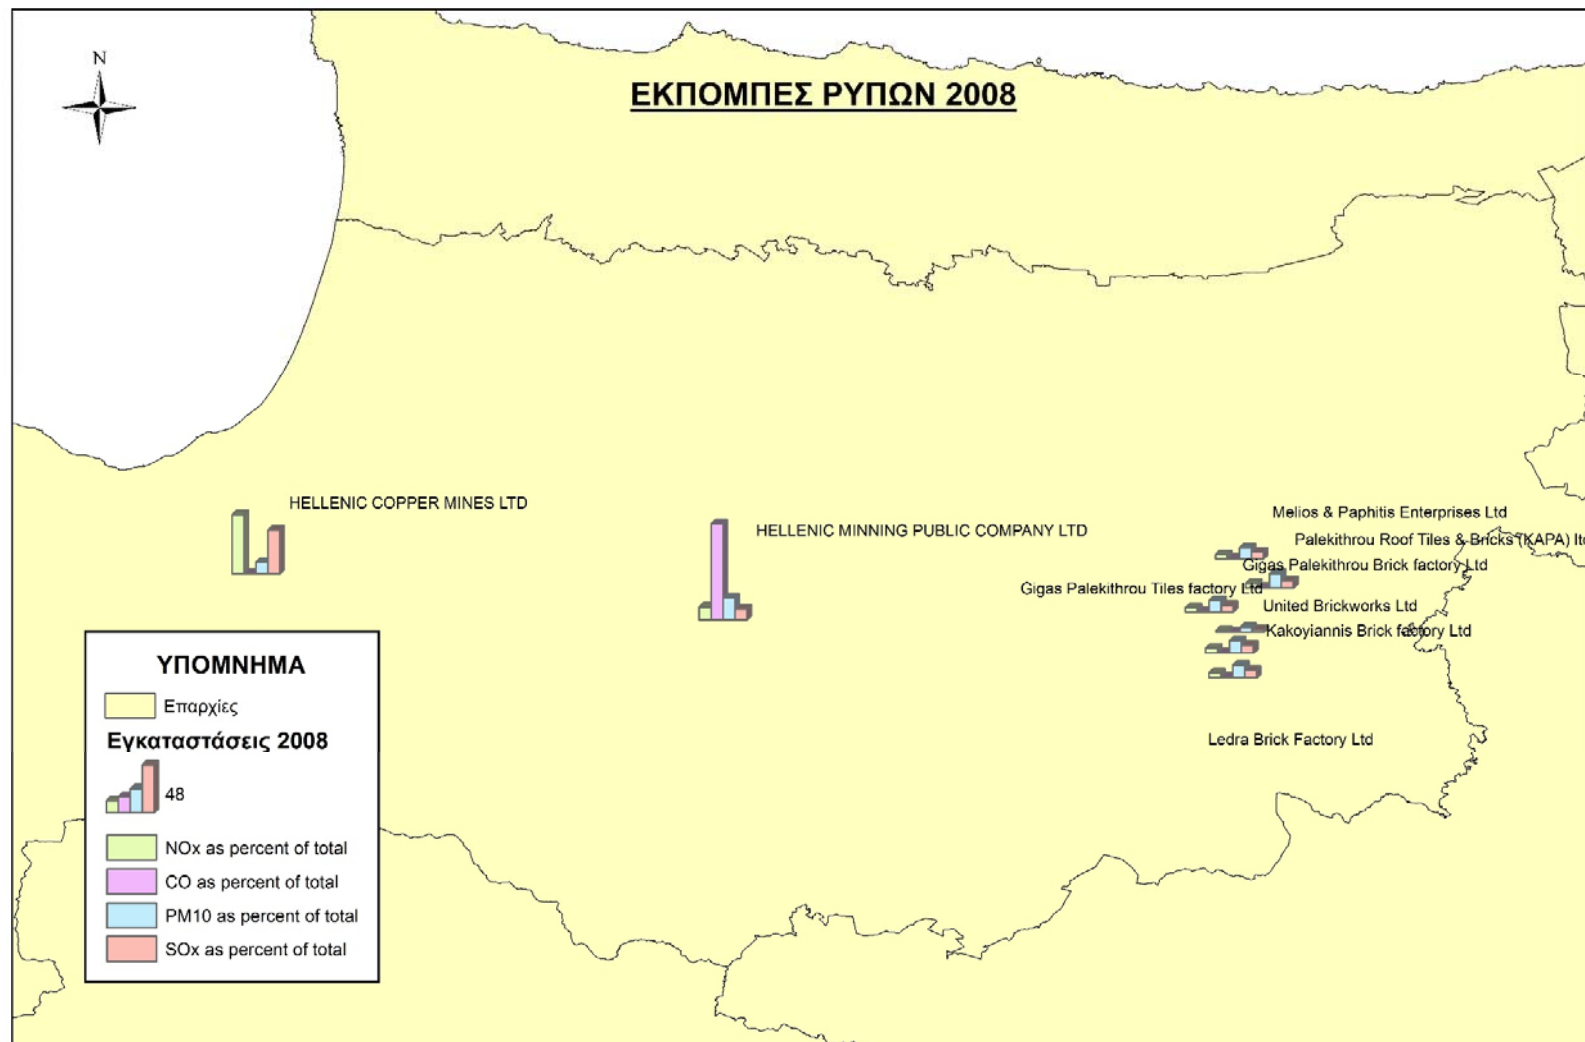 N
ΕΚΠΟΜΠΕΣ ΡΥΠΩΝ 2008
HELLENIC COPPER MINES LTD
HELLENIC MINNING PUBLIC COMPANY LTD
Melios & Paphitis Enterprises Ltd
Palekithrou Roof Tiles & Bricks (KAPA) ltd
Gigas Palekithrou Brick factory Ltd
Gigas Palekithrou Tiles factory Ltd
United Brickworks Ltd
Kakoyiannis Brick factory Ltd
Ledra Brick Factory Ltd
ΥΠΟΜΝΗΜΑ
Επαρχίες
Εγκαταστάσεις 2008
48
NOx as percent of total
CO as percent of total
PM10 as percent of total
SOx as percent of total